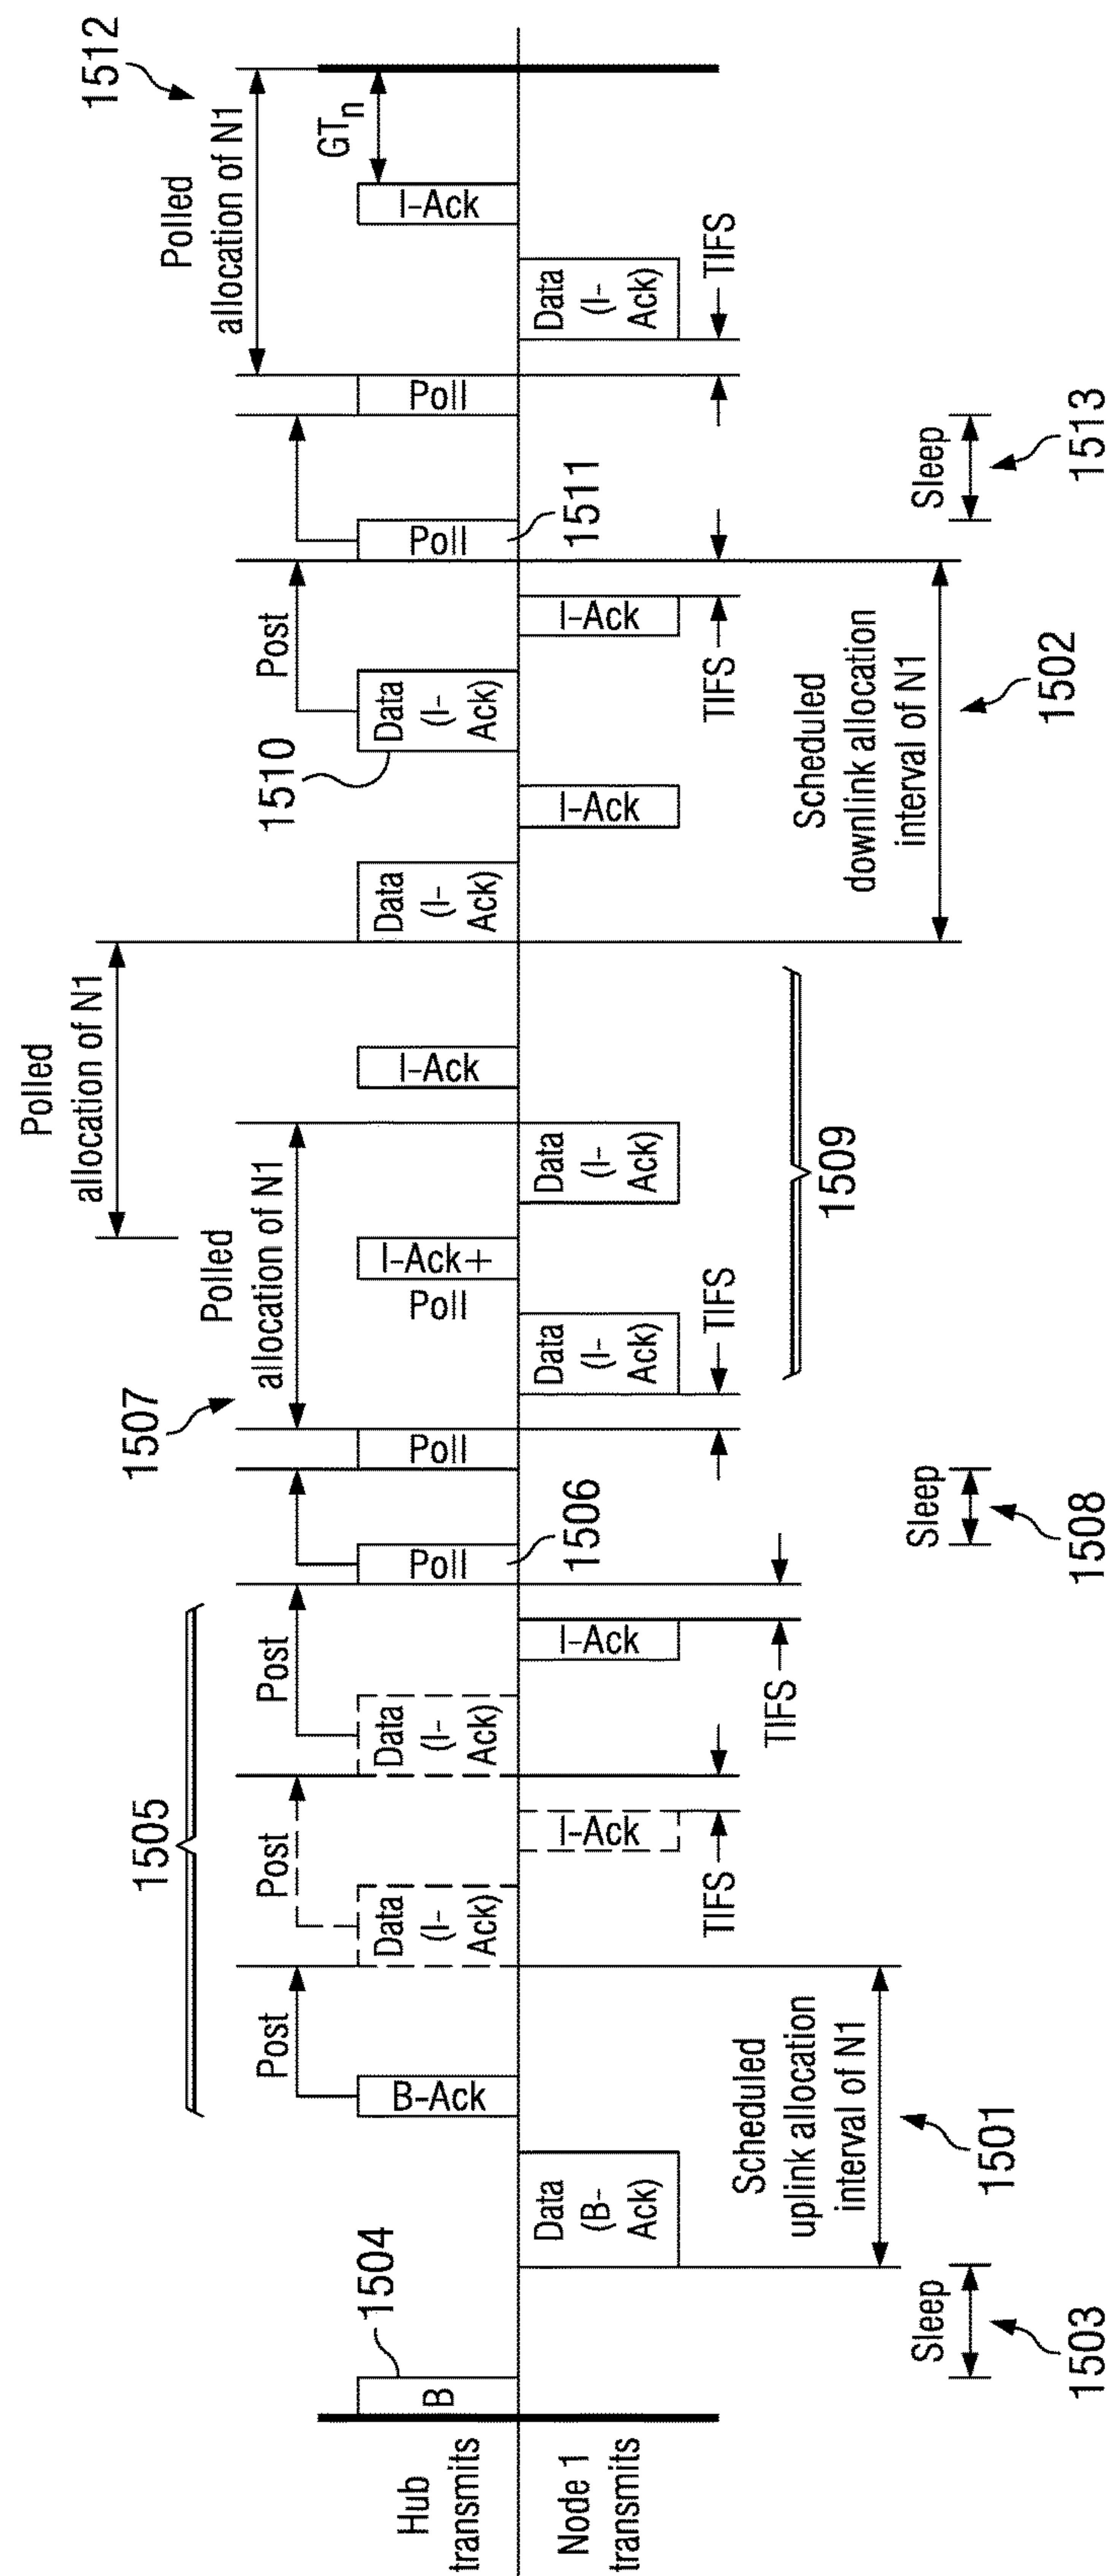 Hub
transmits
Node 1
transmits
B
1504
Sleep
1503
Data
(B-
Ack)
Scheduled
uplink allocation
interval of N1
1501
B-Ack
Post
1505
Data
(I-
Ack)
Post
I-Ack
TIFS
Data
(I-
Ack)
Post
I-Ack
TIFS
Poll
1506
Sleep
1508
Poll
1507
Polled
allocation of N1
TIFS
Data
(I-
Ack)
I-Ack+
Poll
Data
(I-
Ack)
1509
Polled
allocation of N1
I-Ack
Data
(I-
Ack)
I-Ack
1510
Data
(I-
Ack)
Post
I-Ack
TIFS
Scheduled
downlink allocation
interval of N1
1502
Poll
1511
Sleep
1513
Poll
Polled
allocation of N1
1512
TIFS
Data
(I-
Ack)
I-Ack
GTn